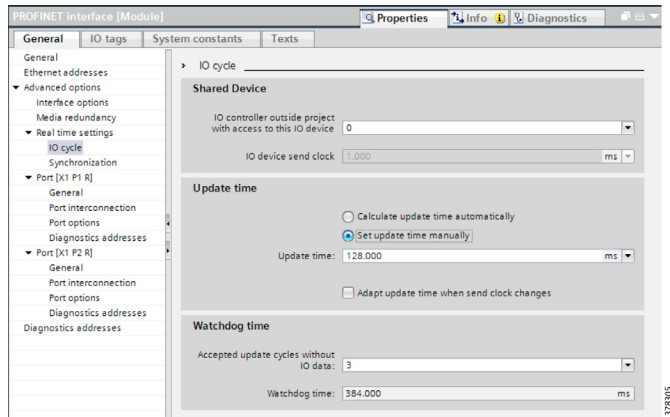 PROFINET interface [Module]
Properties
Info
Diagnostics
General
IO tags
System constants
Texts
General
Ethernet addresses
Advanced options
Interface options
Media redundancy
Real time settings
IO cycle
Synchronization
Port [X1 P1 R]
General
Port interconnection
Port options
Diagnostics addresses
Port [X1 P2 R]
General
Port interconnection
Port options
Diagnostics addresses
Diagnostics addresses
IO cycle
Shared Device
IO controller outside project
with access to this IO device
0
IO device send clock
1.000
ms
Update time
Calculate update time automatically
Set update time manually
Update time:
128.000
ms
Adapt update time when send clock changes
Watchdog time
Accepted update cycles without
IO data:
3
Watchdog time:
384.000
ms
378305